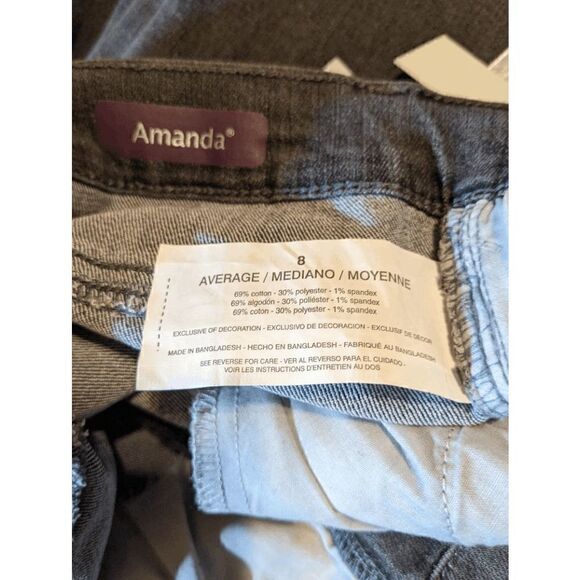 Amanda®
8
AVERAGE / MEDIANO / MOYENNE
69% cotton - 30% polyester - 1% spandex
69% algodón - 30% poliéster - 1% spandex
69% coton - 30% polyester - 1% spandex
EXCLUSIVE OF DECORATION - EXCLUSIVO DE DECORACION - EXCLUSIF DE DECOR
MADE IN BANGLADESH - HECHO EN BANGLADESH - FABRIQUÉ AU BANGLADESH
SEE REVERSE FOR CARE - VER AL REVERSO PARA EL CUIDADO -
VOIR LES INSTRUCTIONS D'ENTRETIEN AU DOS